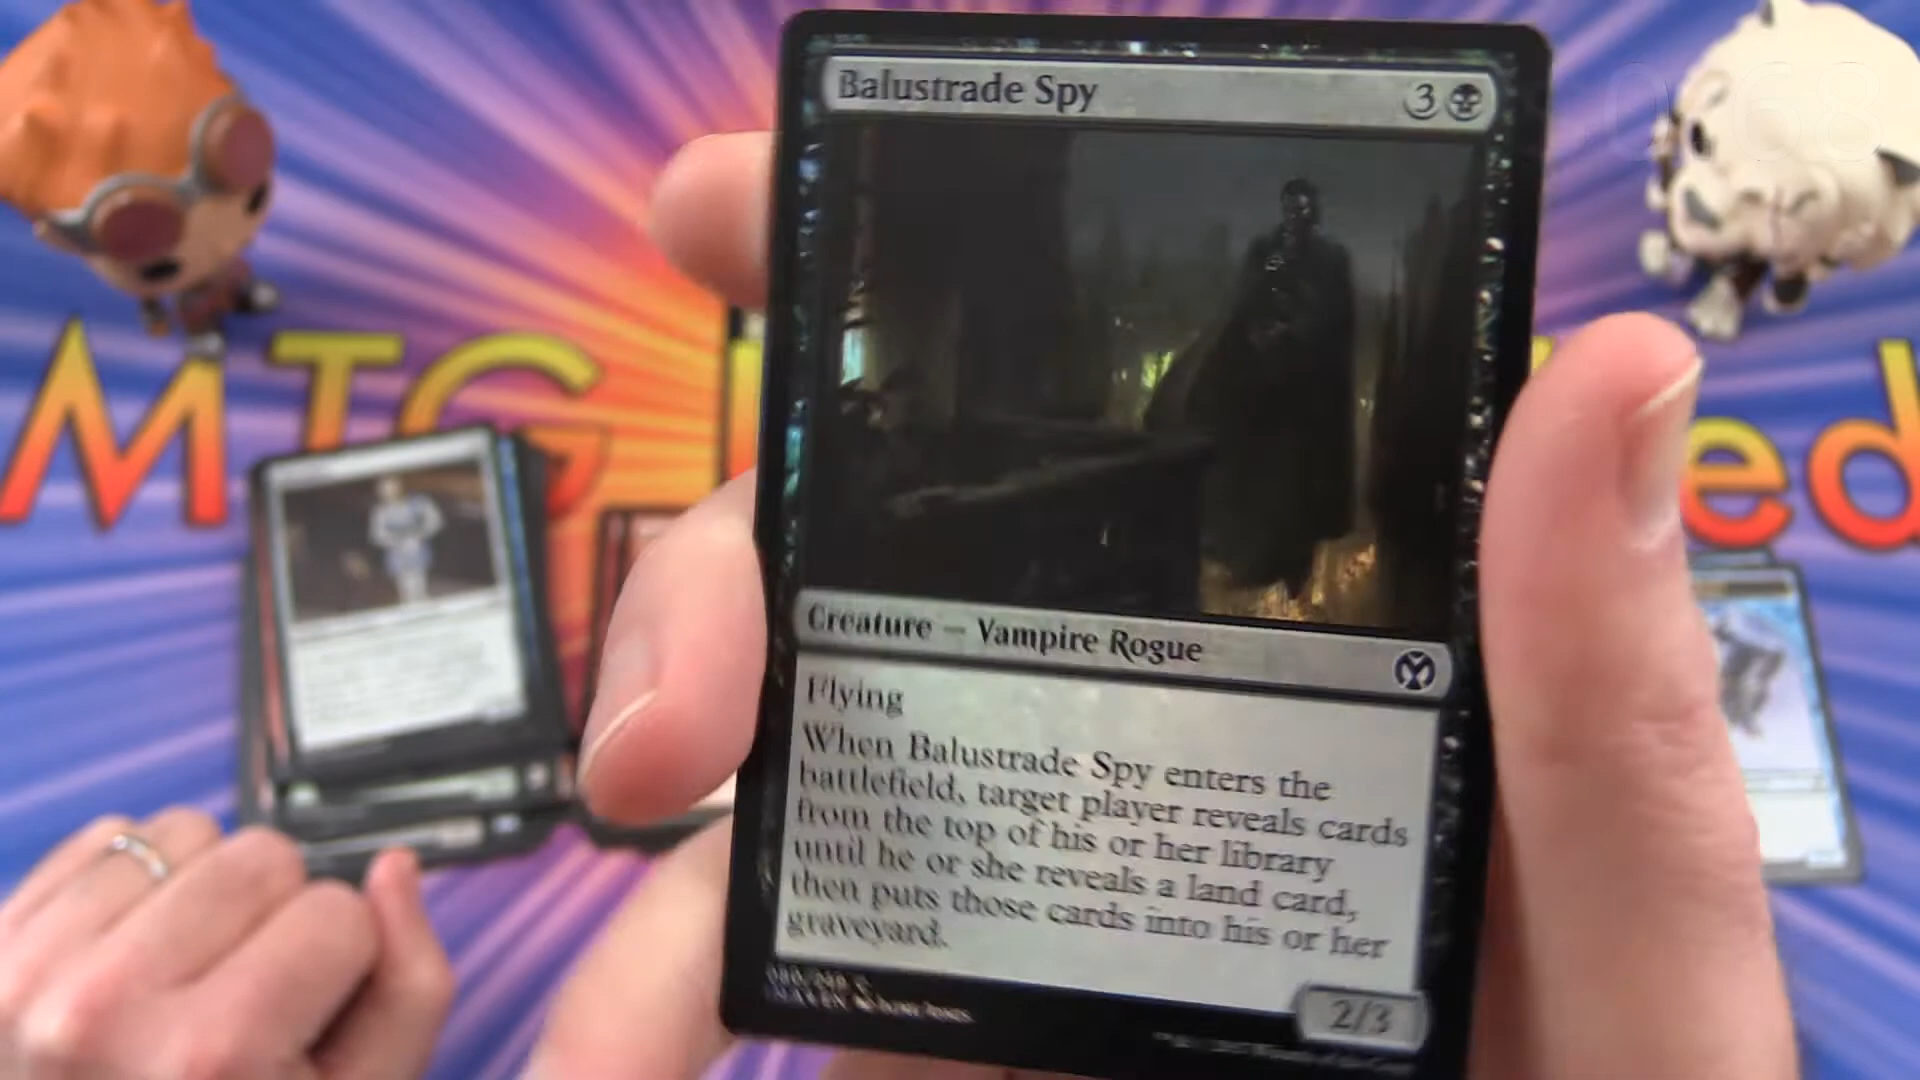 0.68
Balustrade Spy
3
MTG
ed
Creature — Vampire Rogue
Flying
When Balustrade Spy enters the
battlefield, target player reveals cards
from the top of his or her library
until he or she reveals a land card,
then puts those cards into his or her
graveyard.
2/3